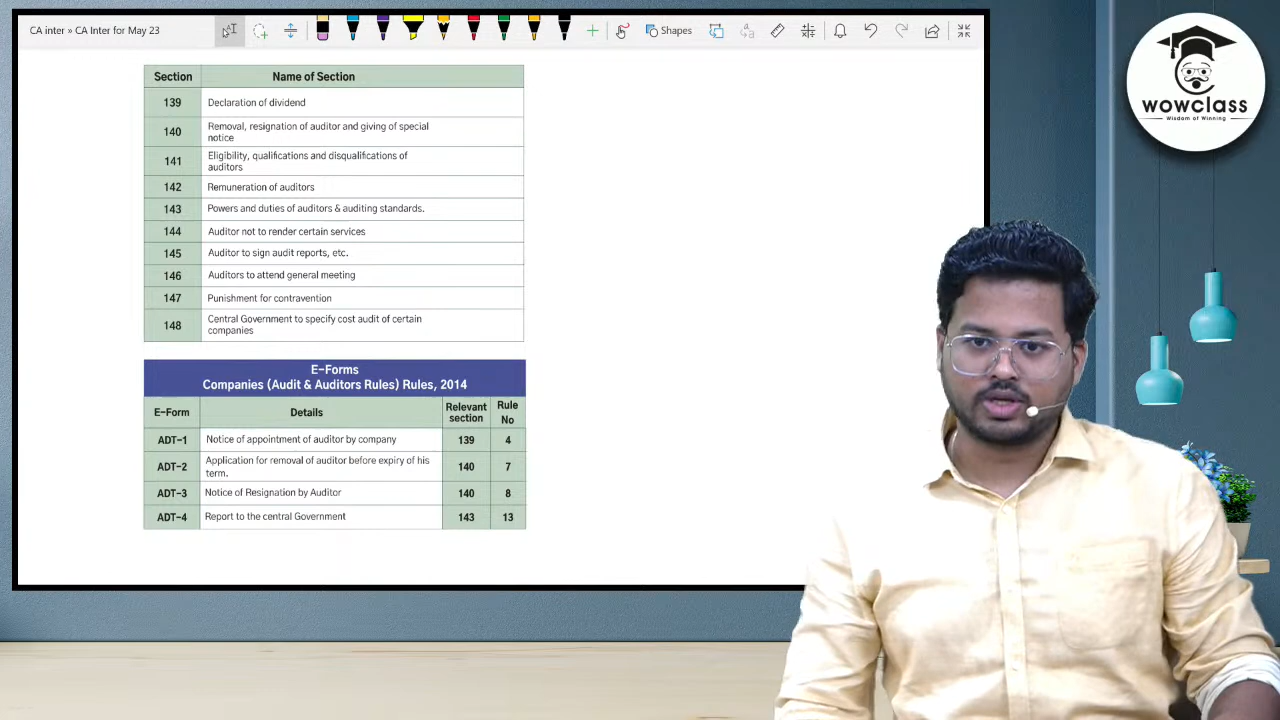 CA inter » CA Inter for May 23
Shapes
wowclass
Wisdom of Winning
Section Name of Section
139 Declaration of dividend
140 Removal, resignation of auditor and giving of special
notice
141 Eligibility, qualifications and disqualifications of
auditors
142 Remuneration of auditors
143 Powers and duties of auditors & auditing standards.
144 Auditor not to render certain services
145 Auditor to sign audit reports, etc.
146 Auditors to attend general meeting
147 Punishment for contravention
148 Central Government to specify cost audit of certain
companies
E-Forms
Companies (Audit & Auditors Rules) Rules, 2014
E-Form Details Relevant section Rule No
ADT-1 Notice of appointment of auditor by company 139 4
ADT-2 Application for removal of auditor before expiry of his
term. 140 7
ADT-3 Notice of Resignation by Auditor 140 8
ADT-4 Report to the central Government 143 13